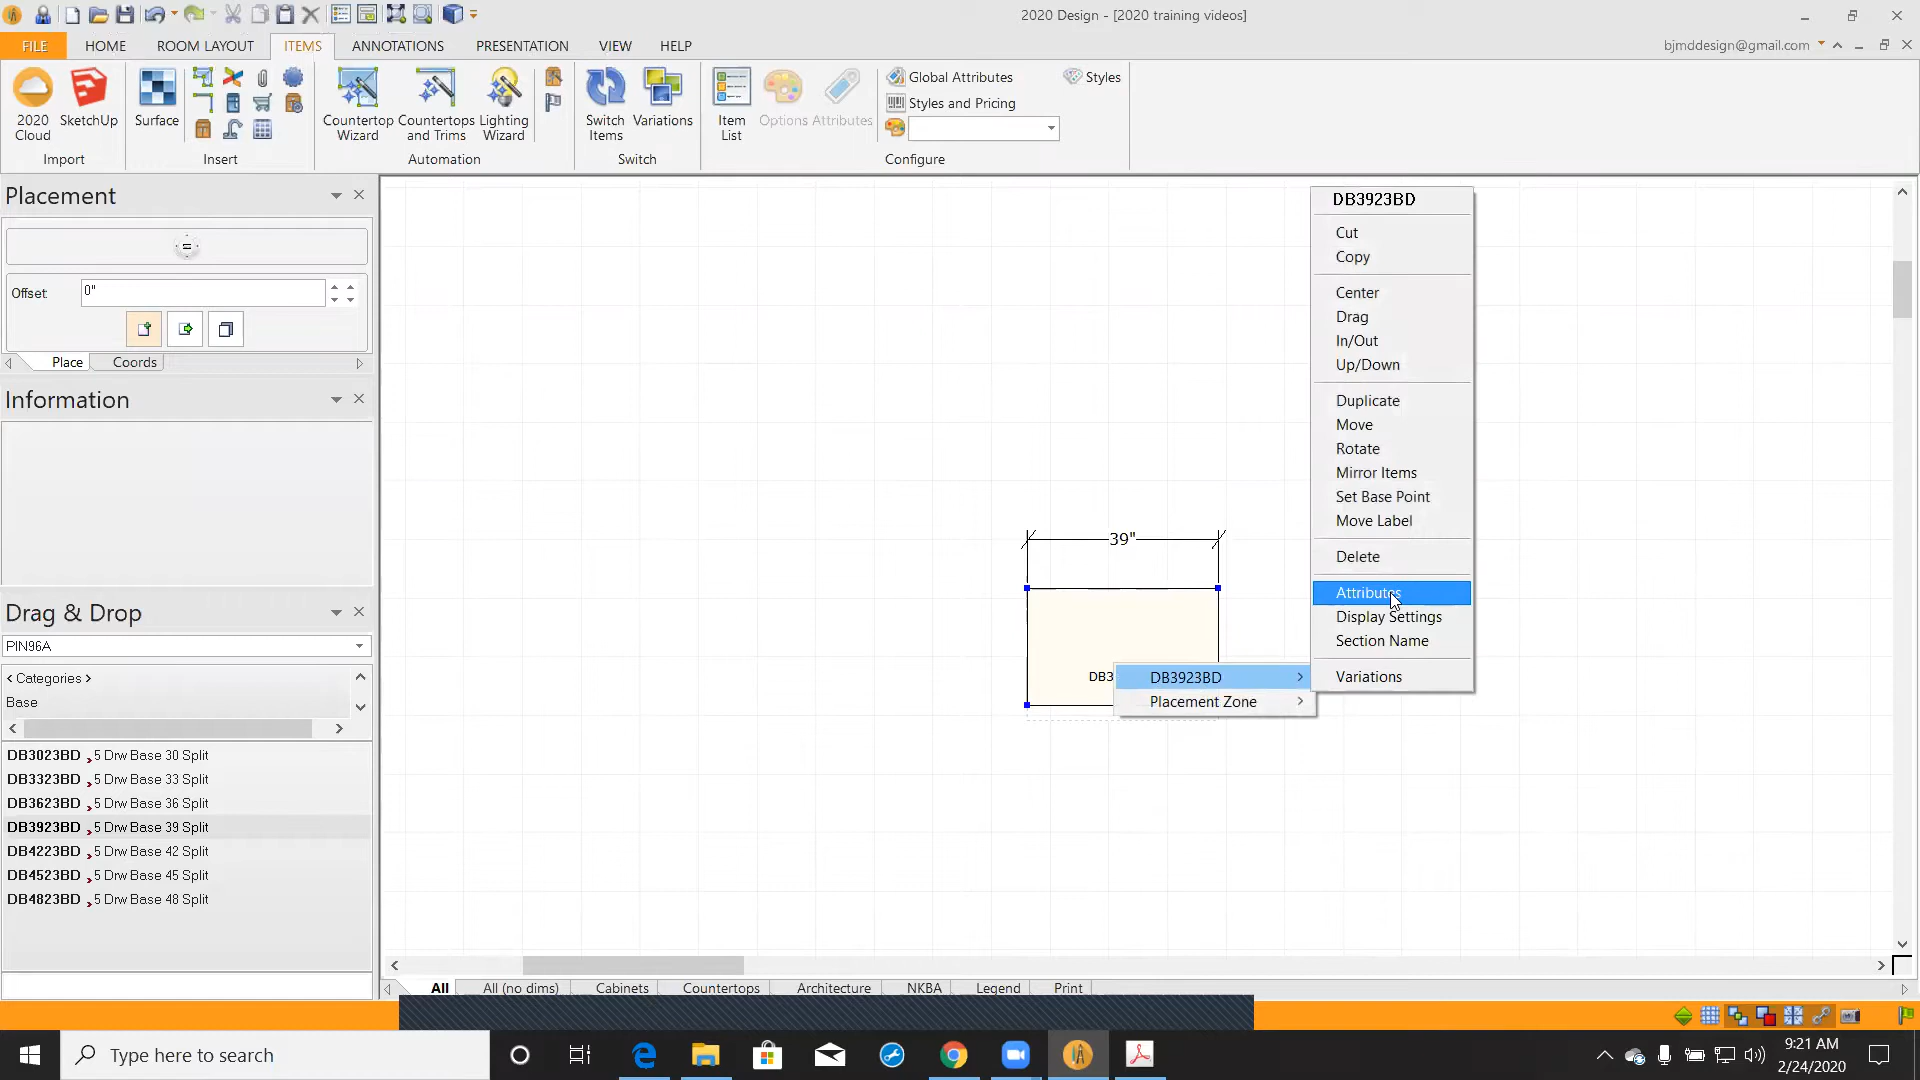 2020 Design - [2020 training videos]
FILE HOME ROOM LAYOUT ITEMS ANNOTATIONS PRESENTATION VIEW HELP
bjmddesign@gmail.com
2020 Cloud
SketchUp
Import
Surface
Insert
Countertop Wizard
Countertops and Trims
Lighting Wizard
Automation
Switch Items
Variations
Switch
Item List
Options
Attributes
Global Attributes
Styles
Styles and Pricing
Configure
Placement
Offset: 0"
Place Coords
Information
Drag & Drop
PIN96A
< Categories >
Base
DB3023BD 5 Drw Base 30 Split
DB3323BD 5 Drw Base 33 Split
DB3623BD 5 Drw Base 36 Split
DB3923BD 5 Drw Base 39 Split
DB4223BD 5 Drw Base 42 Split
DB4523BD 5 Drw Base 45 Split
DB4823BD 5 Drw Base 48 Split
39"
DB3
DB3923BD
Placement Zone
DB3923BD
Cut
Copy
Center
Drag
In/Out
Up/Down
Duplicate
Move
Rotate
Mirror Items
Set Base Point
Move Label
Delete
Attributes
Display Settings
Section Name
Variations
All All (no dims) Cabinets Countertops Architecture NKBA Legend Print
Type here to search
9:21 AM
2/24/2020